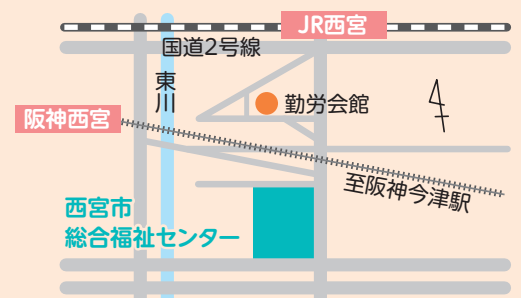 JR西宮
国道2号線
東川
勤労会館
阪神西宮
至阪神今津駅
西宮市
総合福祉センター